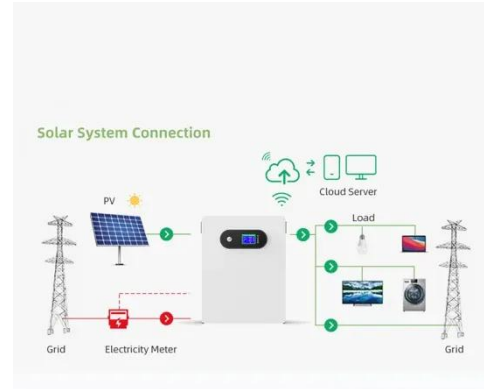 Solar System Connection
Cloud Server
PV
Load
Grid
Electricity Meter
Grid